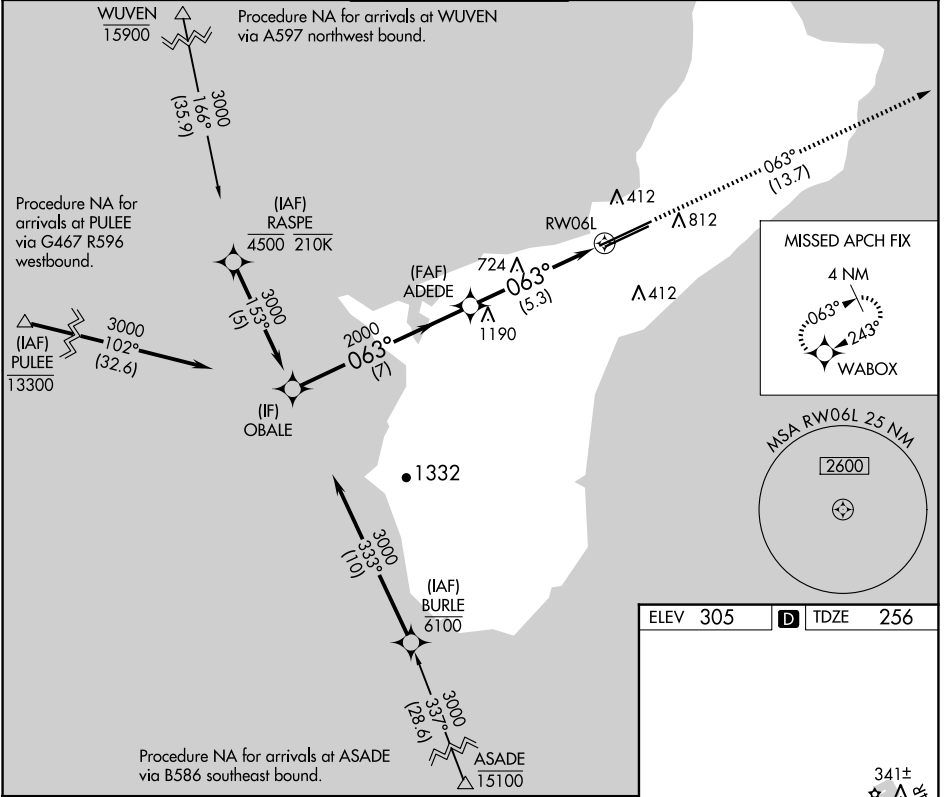 WUVEN
15900
Procedure NA for arrivals at WUVEN
via A597 northwest bound.
3000
166°
(35.9)
Procedure NA for
arrivals at PULEE
via G467 R596
westbound.
(IAF)
RASPE
4500 210K
3000
153°
(5)
(IAF)
PULEE
13300
3000
102°
(32.6)
(IF)
OBALE
2000
063°
(7)
(FAF)
ADEDE
1190
724
063°
(5.3)
RW06L
412
812
412
063°
(13.7)
MISSED APCH FIX
4 NM
063°
243°
WABOX
MSA RW06L 25 NM
2600
1332
3000
333°
(10)
(IAF)
BURLE
6100
3000
337°
(28.6)
ASADE
15100
Procedure NA for arrivals at ASADE
via B586 southeast bound.
ELEV 305 D TDZE 256
341±